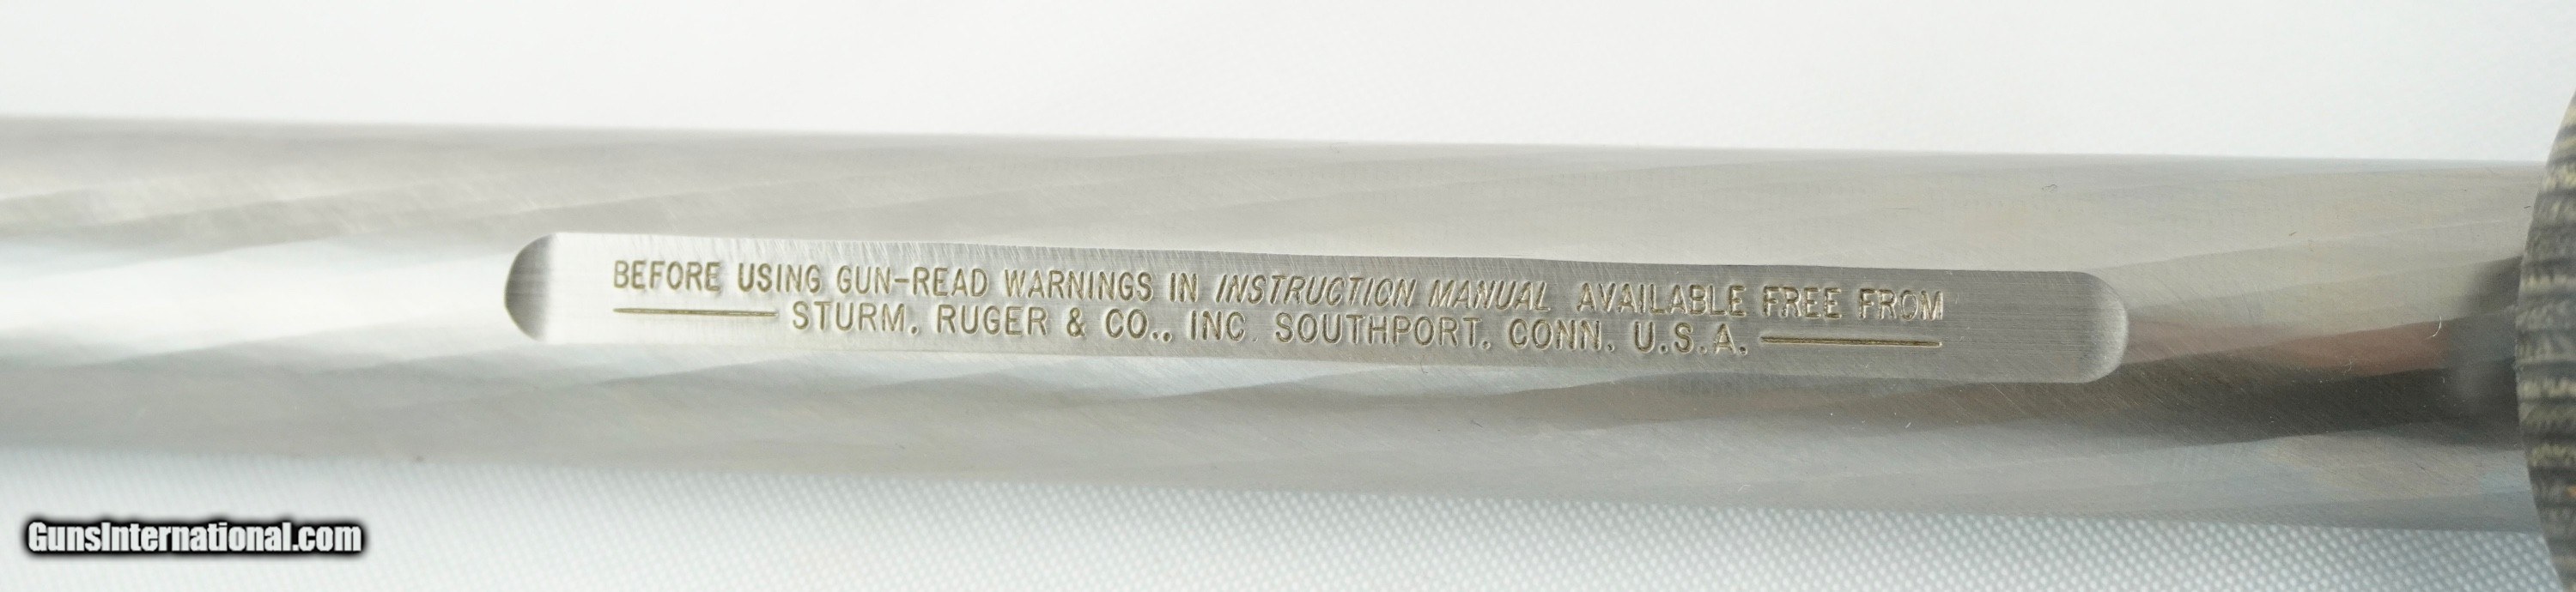 BEFORE USING GUN-READ WARNINGS IN INSTRUCTION MANUAL AVAILABLE FREE FROM
STURM, RUGER & CO., INC. SOUTHPORT, CONN. U.S.A.
GunsInternational.com